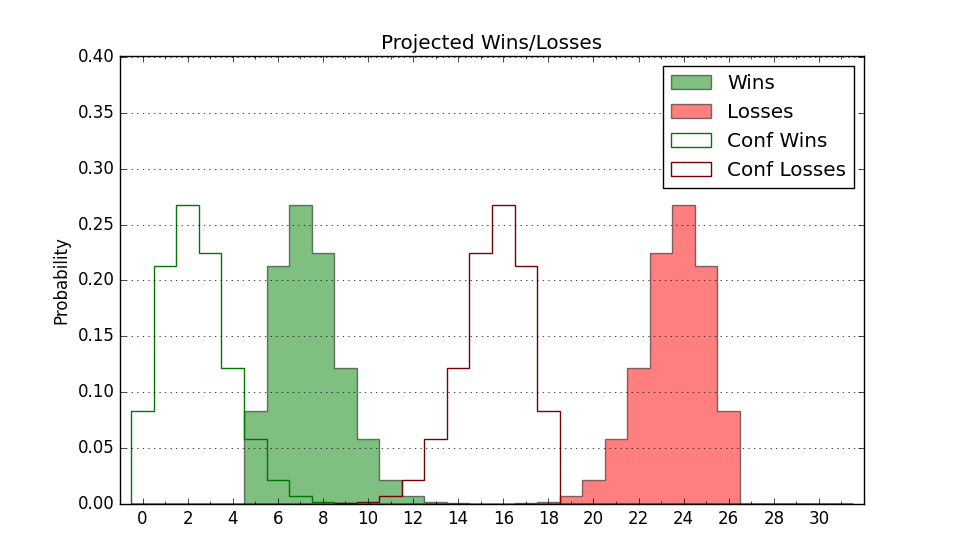 Projected Wins/Losses
0.40
0.35
0.30
0.25
0.20
0.15
0.10
0.05
0.00
Probability
Wins
Losses
Conf Wins
Conf Losses
0 2 4 6 8 10 12 14 16 18 20 22 24 26 28 30